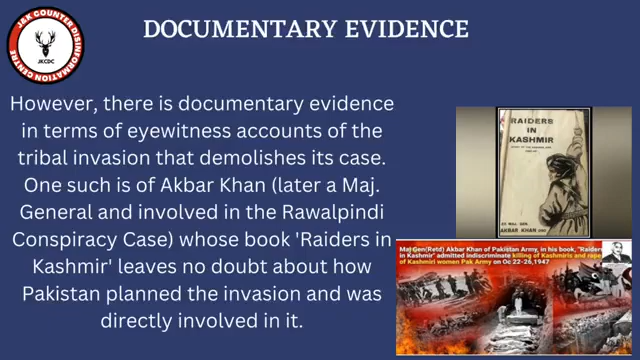 DOCUMENTARY EVIDENCE
J&K COUNTER DISINFORMATION CENTRE
JKCDC
However, there is documentary evidence
in terms of eyewitness accounts of the
tribal invasion that demolishes its case.
One such is of Akbar Khan (later a Maj.
General and involved in the Rawalpindi
Conspiracy Case) whose book 'Raiders in
Kashmir' leaves no doubt about how
Pakistan planned the invasion and was
directly involved in it.
RAIDERS
IN
KASHMIR
AKBAR KHAN
Maj Gen(Retd) Akbar Khan of Pakistan Army, in his book, "Raiders
in Kashmir" admitted indiscriminate killing of Kashmiris and rape
of Kashmiri women Pak Army on Oc 22-26,1947